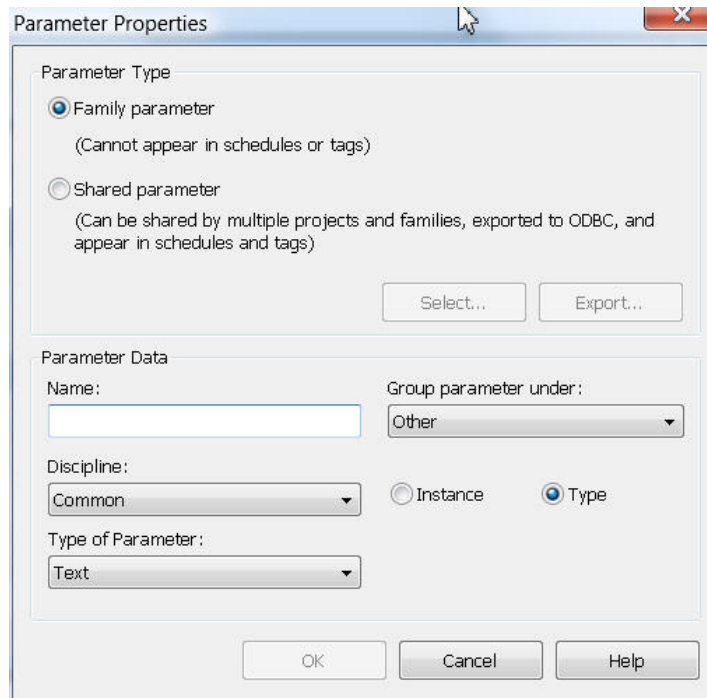 Parameter Properties
Parameter Type
Family parameter
(Cannot appear in schedules or tags)
Shared parameter
(Can be shared by multiple projects and families, exported to ODBC, and
appear in schedules and tags)
Select... Export...
Parameter Data
Name: Group parameter under:
Other
Discipline:
Common Instance Type
Type of Parameter:
Text
OK Cancel Help